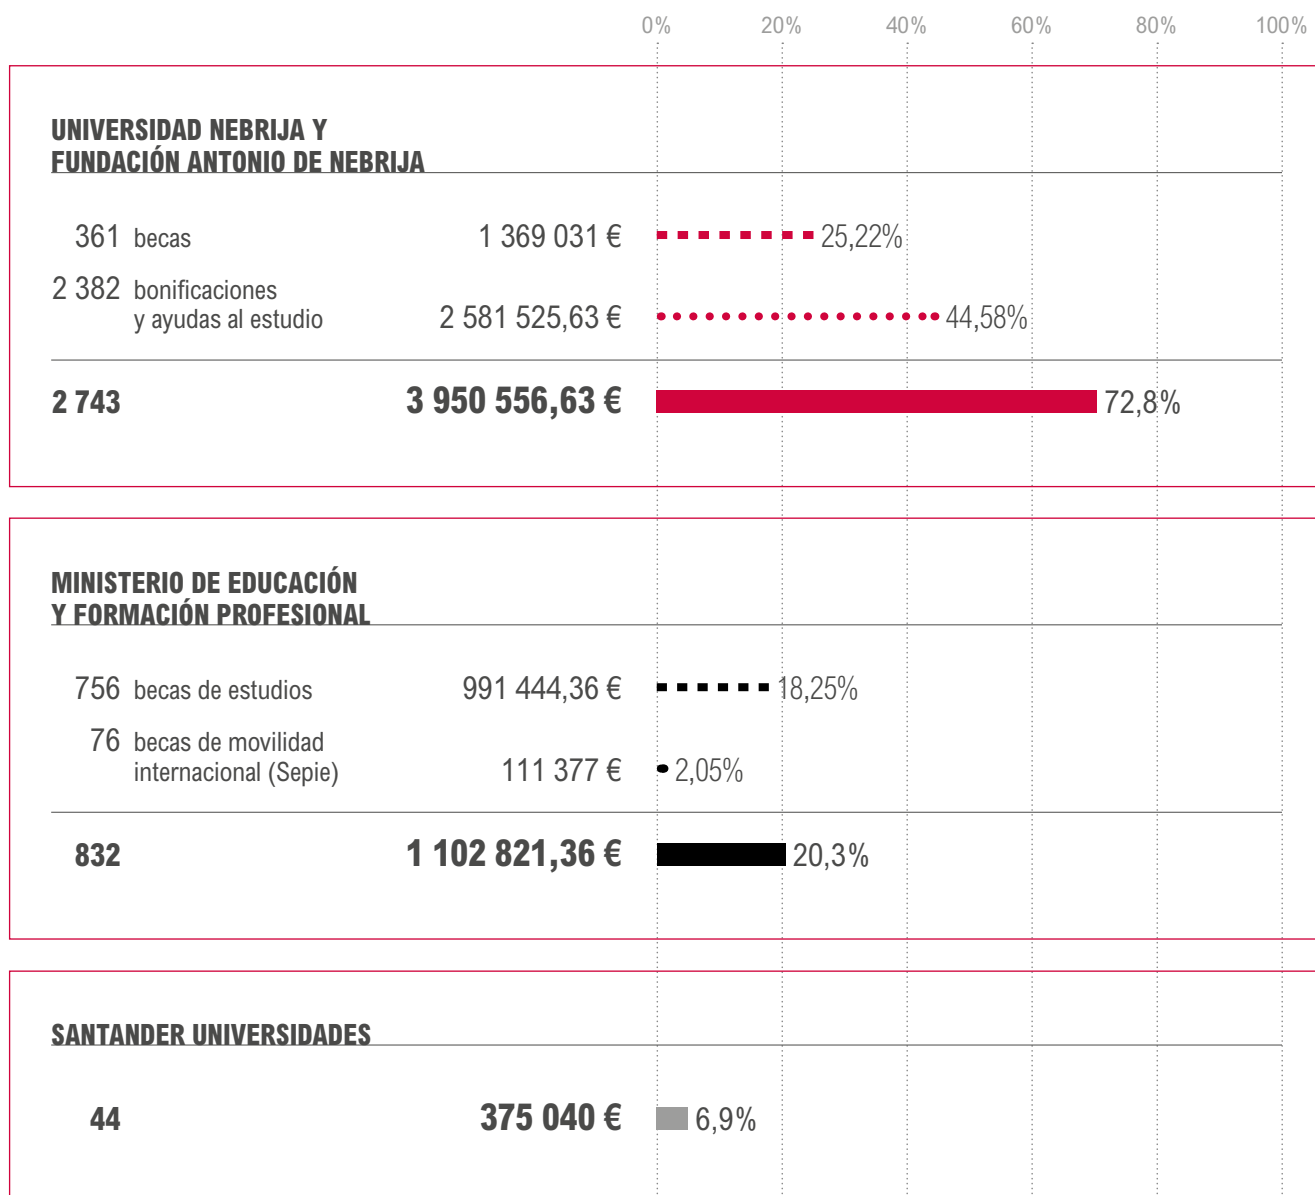 0% 20% 40% 60% 80% 100%
UNIVERSIDAD NEBRIJA Y
FUNDACIÓN ANTONIO DE NEBRIJA
361 becas 1 369 031 € 25,22%
2 382 bonificaciones
y ayudas al estudio 2 581 525,63 € 44,58%
2 743 3 950 556,63 € 72,8%
MINISTERIO DE EDUCACIÓN
Y FORMACIÓN PROFESIONAL
756 becas de estudios 991 444,36 € 18,25%
76 becas de movilidad
internacional (Sepie) 111 377 € 2,05%
832 1 102 821,36 € 20,3%
SANTANDER UNIVERSIDADES
44 375 040 € 6,9%